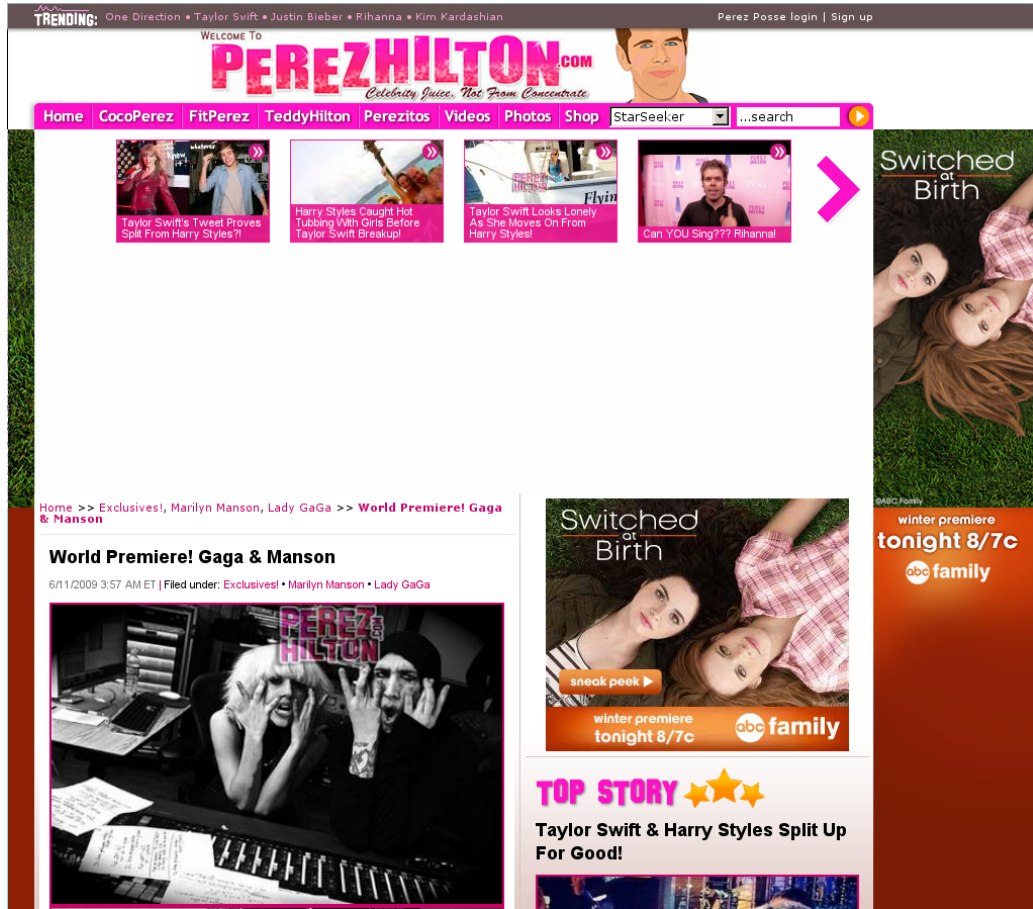 TRENDING:
One Direction • Taylor Swift • Justin Bieber • Rihanna • Kim Kardashian
Perez Posse login | Sign up
WELCOME TO
PEREZHILTON.COM
Celebrity Juice, Not From Concentrate
Home
CocoPerez
FitPerez
TeddyHilton
Perezitos
Videos
Photos
Shop
StarSeeker
...search
Taylor Swift's Tweet Proves
Split From Harry Styles?!
Harry Styles Caught Hot
Tubbing With Girls Before
Taylor Swift Breakup!
Flyin
Taylor Swift Looks Lonely
As She Moves On From
Harry Styles!
Can YOU Sing??? Rihanna!
Switched
at
Birth
©ABC Family
winter premiere
tonight 8/7c
abc family
Home >> Exclusives!, Marilyn Manson, Lady GaGa >> World Premiere! Gaga
& Manson
World Premiere! Gaga & Manson
6/11/2009 3:57 AM ET | Filed under: Exclusives! • Marilyn Manson • Lady GaGa
PEREZ
HILTON
.COM
Switched
at
Birth
sneak peek
winter premiere
tonight 8/7c
abc family
TOP STORY
Taylor Swift & Harry Styles Split Up
For Good!